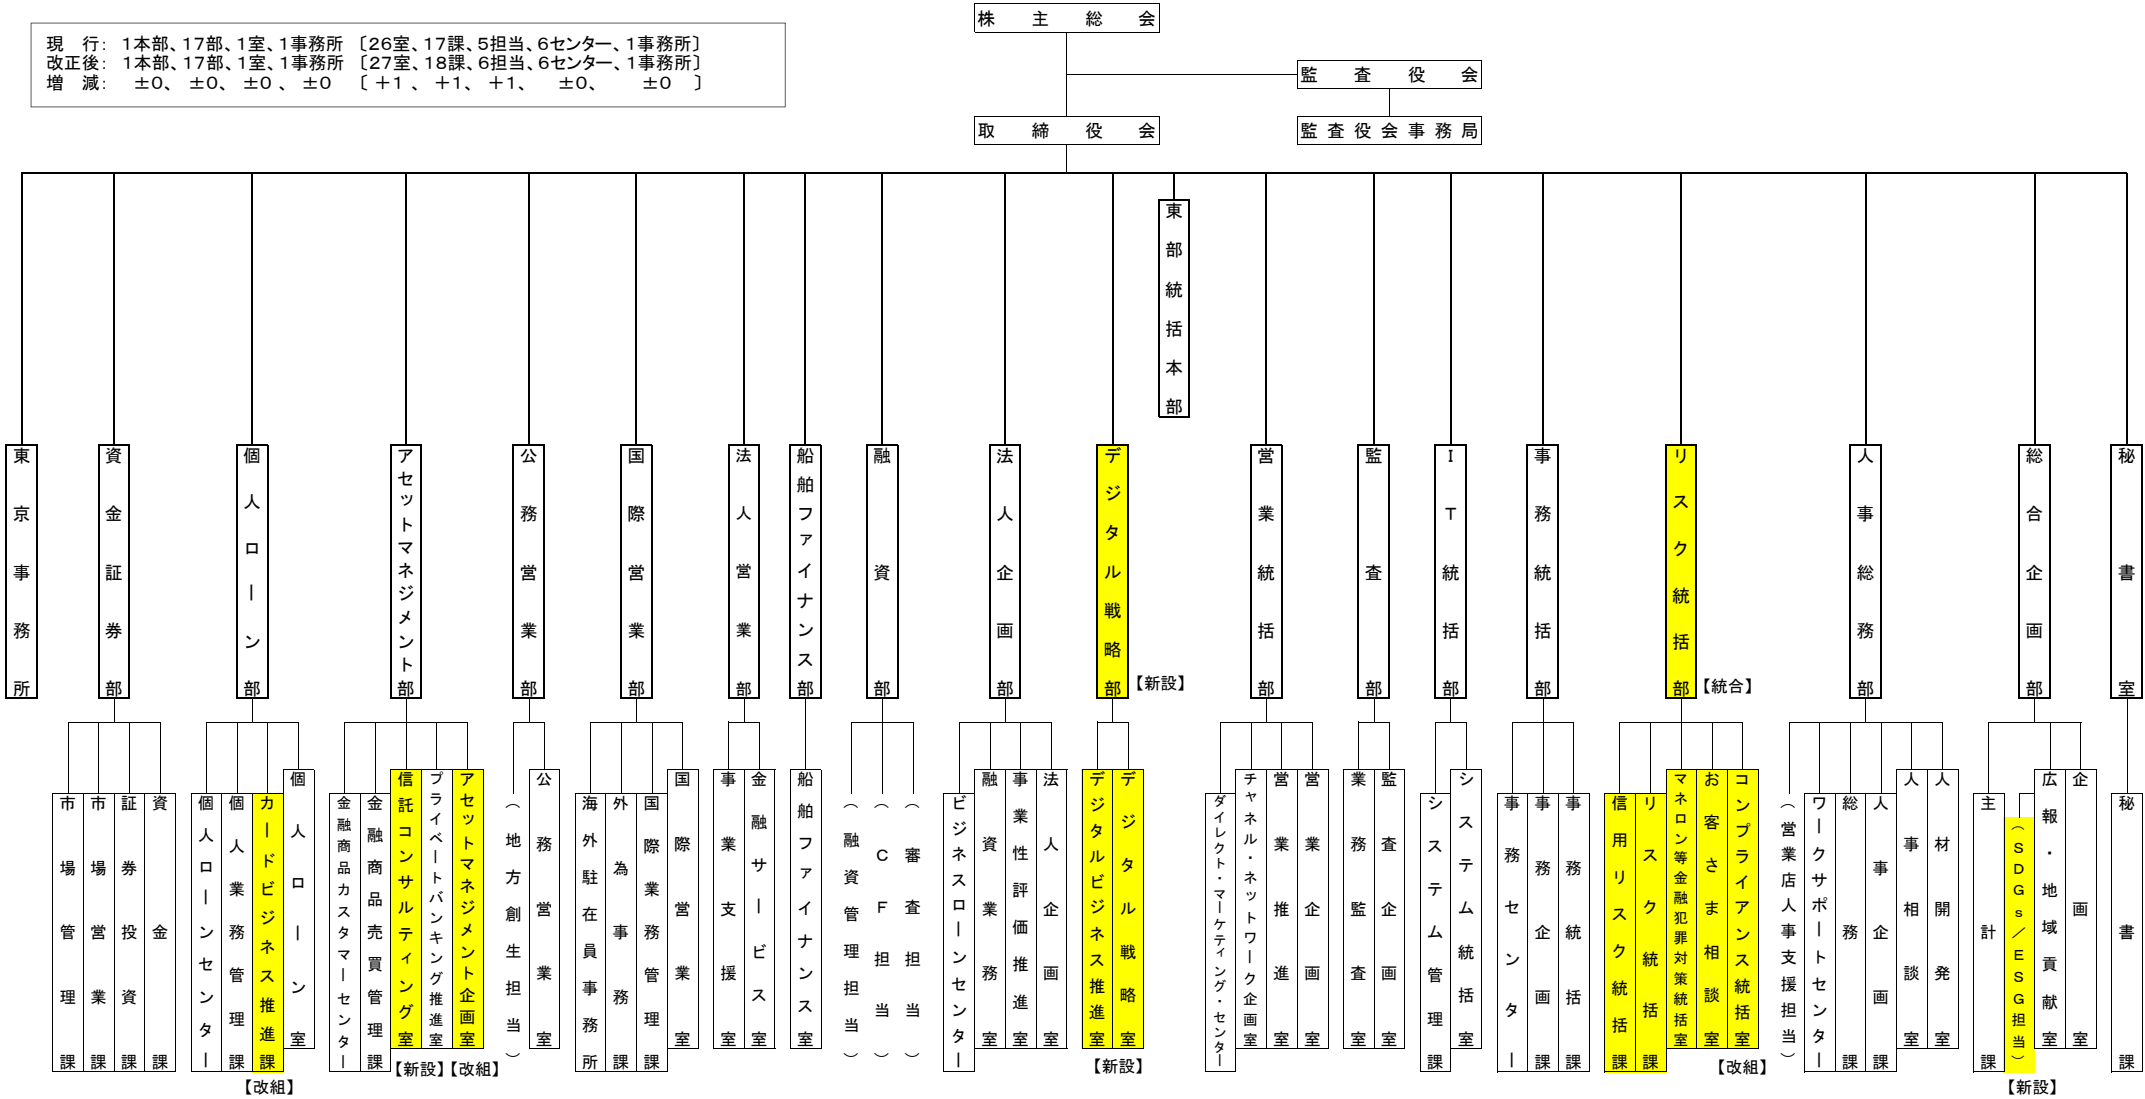 現　行：　1本部、17部、1室、1事務所　〔26室、17課、5担当、6センター、1事務所〕
改正後：　1本部、17部、1室、1事務所　〔27室、18課、6担当、6センター、1事務所〕
増　減：　±0、　±0、　±0　、　±0　〔　＋1　、　＋1、　＋1、　±0、　±0　〕
株主総会
監査役会
取締役会
監査役会事務局
東部統括本部
東京事務所
資金証券部
個人ローン部
アセットマネジメント部
公務営業部
国際営業部
法人営業部
船舶ファイナンス部
融資部
法人企画部
デジタル戦略部
【新設】
営業統括部
監査部
IT統括部
事務統括部
リスク統括部
【統合】
人事総務部
総合企画部
秘書室
市場管理課
市場営業課
証券投資課
資金課
個人ローンセンター
個人業務管理課
カードビジネス推進課
【改組】
個人ローン室
金融商品カスタマーセンター
金融商品売買管理課
信託コンサルティング室
【新設】
プライベートバンキング推進室
アセットマネジメント企画室
【改組】
（地方創生担当）
公務営業室
海外駐在員事務所
外為事務課
国際業務管理課
国際営業室
事業支援室
金融サービス室
船舶ファイナンス室
（融資管理担当）
（CF担当）
（審査担当）
ビジネスローンセンター
融資業務室
事業性評価推進室
法人企画室
デジタルビジネス推進室
デジタル戦略室
【新設】
ダイレクト・マーケティング・センター
チャネル・ネットワーク企画室
営業推進室
営業企画室
業務監査室
監査企画室
システム管理課
システム統括室
事務センター
事務企画課
事務統括課
信用リスク統括課
リスク統括課
マネロン等金融犯罪対策統括室
お客さま相談室
コンプライアンス統括室
【改組】
（営業店人事支援担当）
ワークサポートセンター
総務課
人事企画課
人事相談室
人材開発室
主計課
（SDGs／ESG担当）
【新設】
広報・地域貢献室
企画室
秘書課